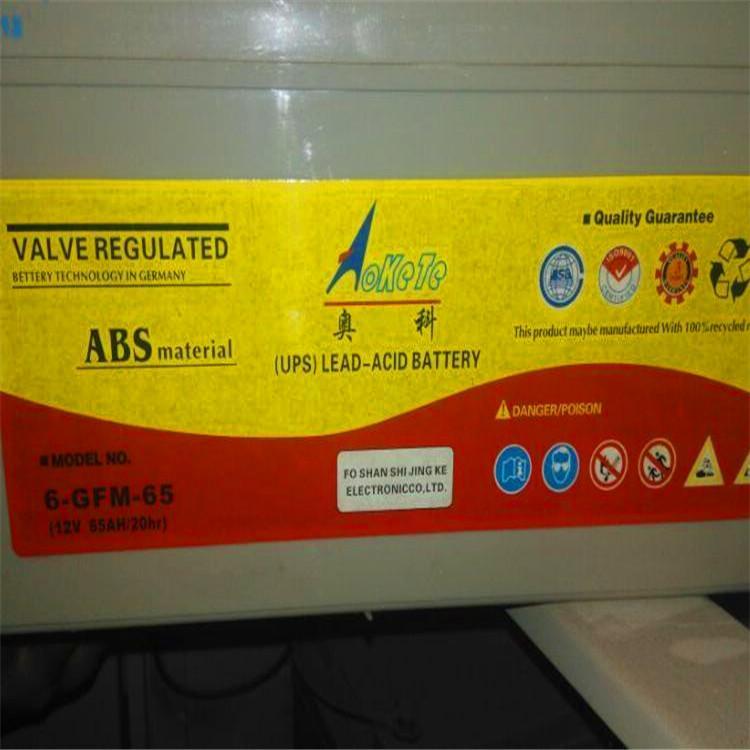 VALVE REGULATED
BETTERY TECHNOLOGY IN GERMANY
ABS material
AoKeTe
奥 科
(UPS) LEAD-ACID BATTERY
■ Quality Guarantee
This product maybe manufactured With 100% recycled
⚠ DANGER/POISON
■ MODEL NO.
6-GFM-65
(12V 65AH/20hr)
FO SHAN SHI JING KE
ELECTRONICCO,LTD.